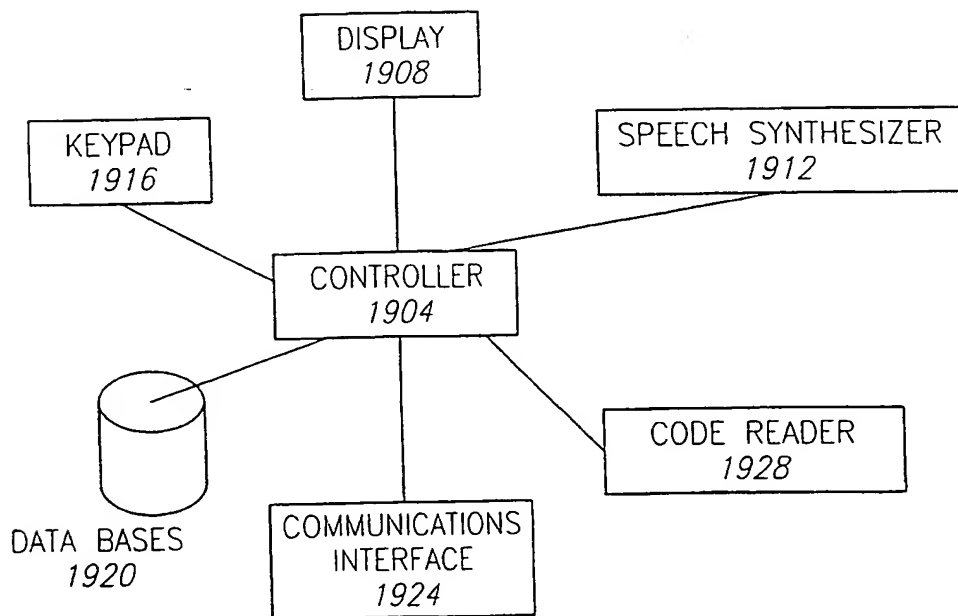 DISPLAY
1908
KEYPAD
1916
SPEECH SYNTHESIZER
1912
CONTROLLER
1904
CODE READER
1928
DATA BASES
1920
COMMUNICATIONS
INTERFACE
1924